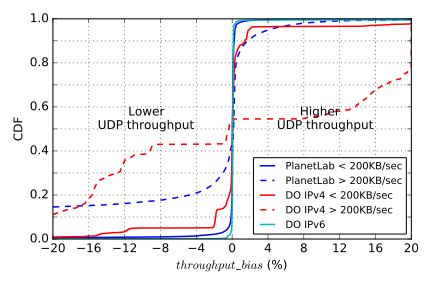 1.0
0.8
0.6
0.4
0.2
0.0
CDF
Lower
UDP throughput
Higher
UDP throughput
PlanetLab < 200KB/sec
PlanetLab > 200KB/sec
DO IPv4 < 200KB/sec
DO IPv4 > 200KB/sec
DO IPv6
−20 −16 −12 −8 −4 0 4 8 12 16 20
throughput_bias (%)